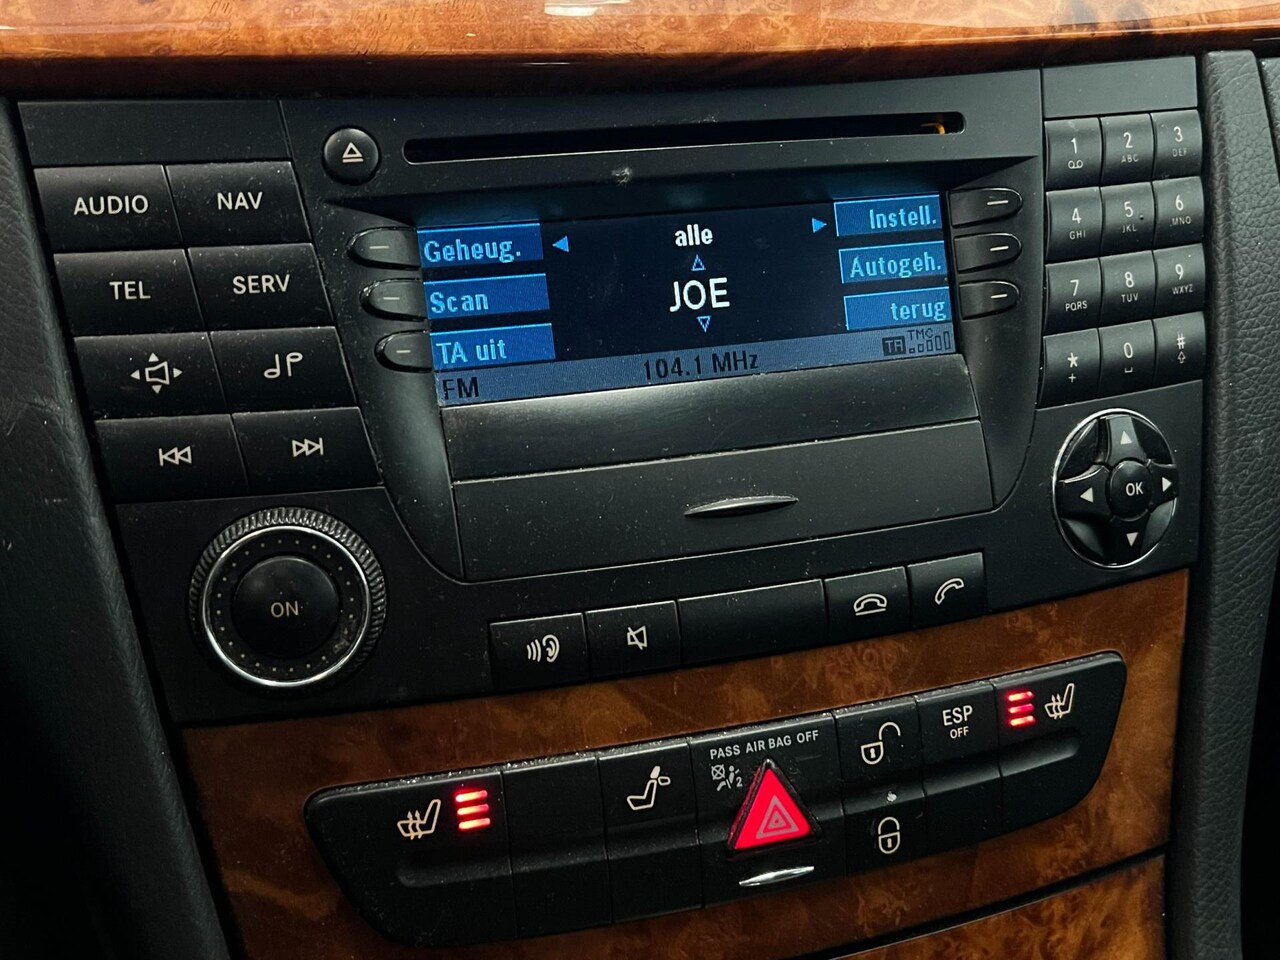 AUDIO
NAV
TEL
SERV
ON
Geheug.
Scan
TA uit
FM
alle
JOE
104.1 MHz
Instell.
Autogeh.
terug
TA TMC
1
2 ABC
3 DEF
4 GHI
5 JKL
6 MNO
7 PQRS
8 TUV
9 WXYZ
* +
0
#
OK
PASS AIR BAG OFF
2
ESP
OFF